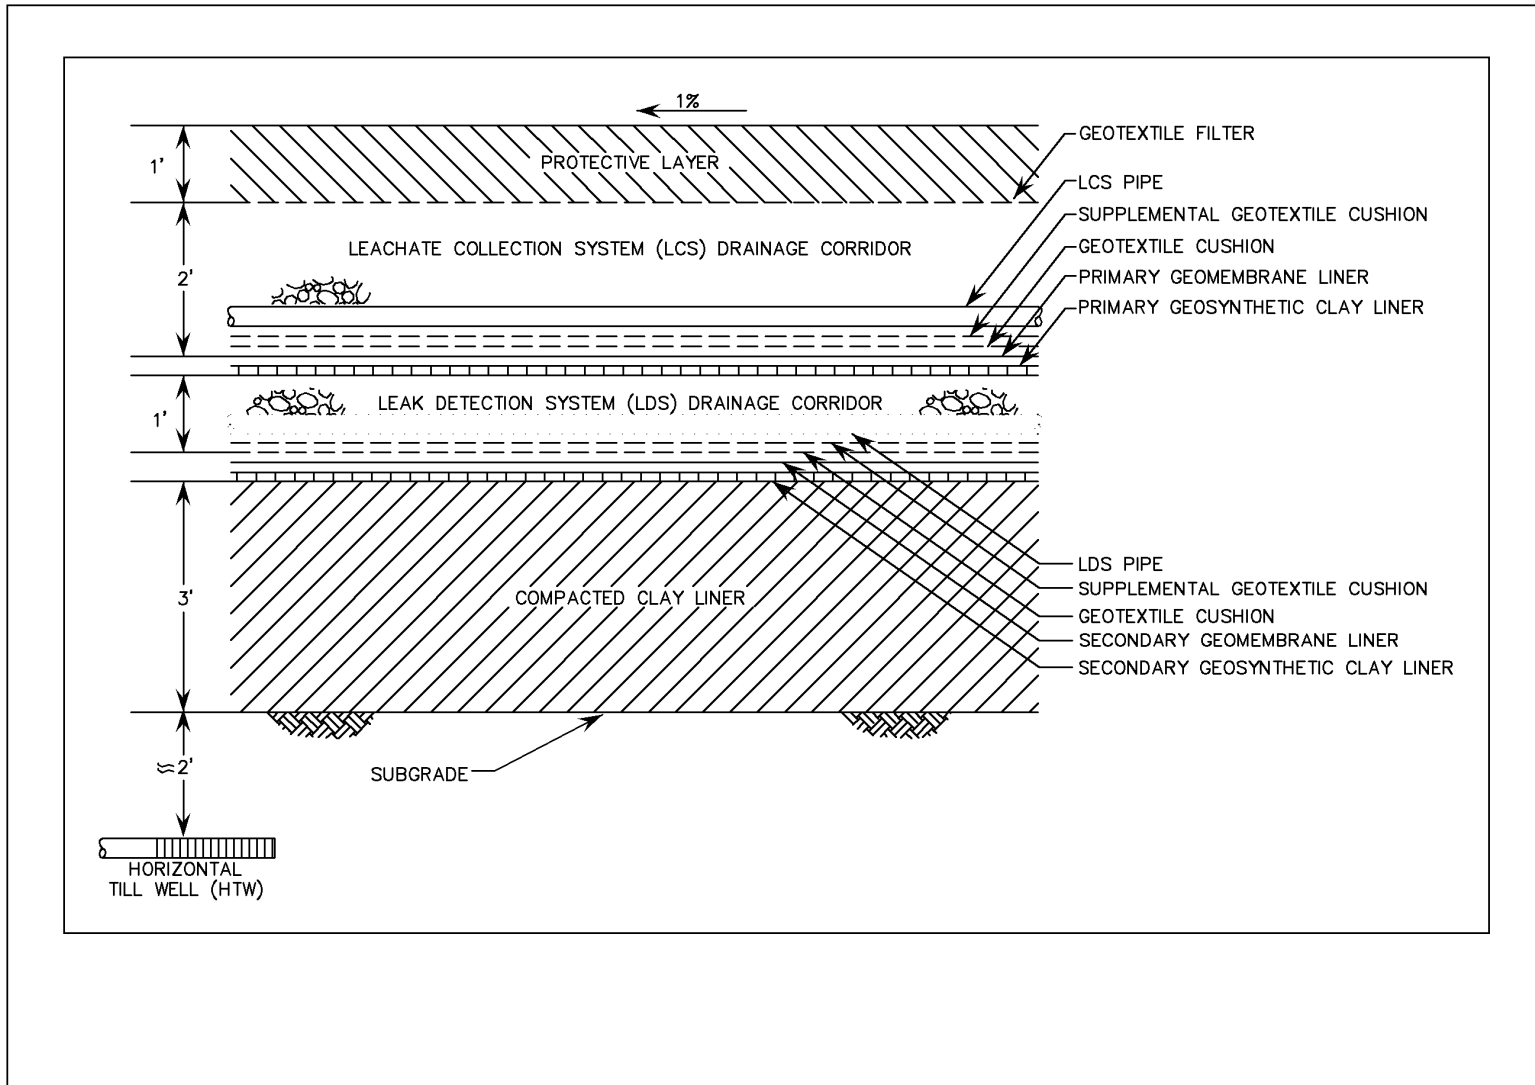 1%
GEOTEXTILE FILTER
1'
PROTECTIVE LAYER
LCS PIPE
SUPPLEMENTAL GEOTEXTILE CUSHION
LEACHATE COLLECTION SYSTEM (LCS) DRAINAGE CORRIDOR
GEOTEXTILE CUSHION
2'
PRIMARY GEOMEMBRANE LINER
PRIMARY GEOSYNTHETIC CLAY LINER
LEAK DETECTION SYSTEM (LDS) DRAINAGE CORRIDOR
1'
LDS PIPE
SUPPLEMENTAL GEOTEXTILE CUSHION
3'
COMPACTED CLAY LINER
GEOTEXTILE CUSHION
SECONDARY GEOMEMBRANE LINER
SECONDARY GEOSYNTHETIC CLAY LINER
≈2'
SUBGRADE
HORIZONTAL
TILL WELL (HTW)